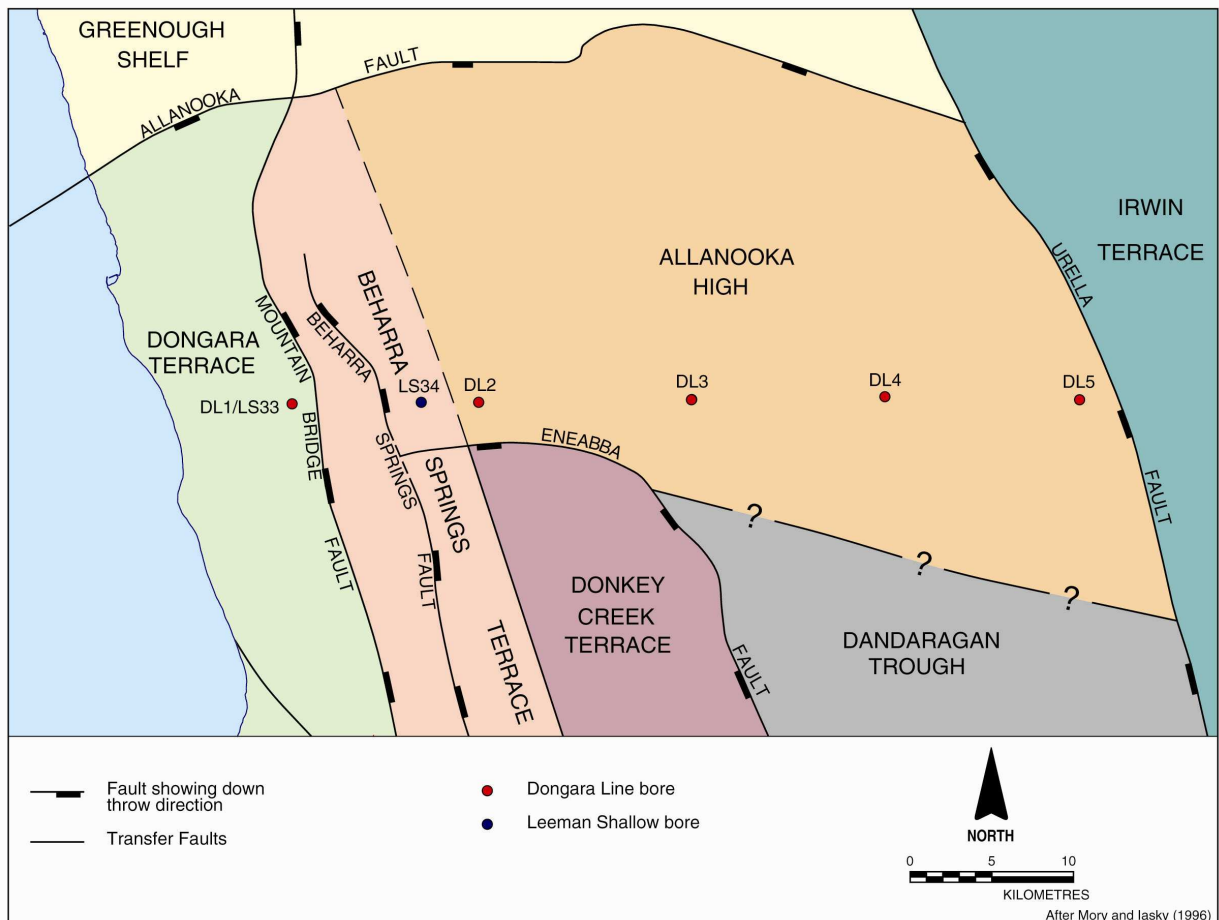 GREENOUGH
SHELF
FAULT
ALLANOOKA
IRWIN
TERRACE
ALLANOOKA
HIGH
URELLA
BEHARRA
MOUNTAIN
BEHARRA
DONGARA
TERRACE
LS34
DL2
DL3
DL4
DL5
DL1/LS33
BRIDGE
SPRINGS
SPRINGS
ENEABBA
FAULT
?
?
?
FAULT
FAULT
DONKEY
CREEK
TERRACE
DANDARAGAN
TROUGH
TERRACE
FAULT
Fault showing down
throw direction
Transfer Faults
Dongara Line bore
Leeman Shallow bore
NORTH
0 5 10
KILOMETRES
After Mory and Iasky (1996)